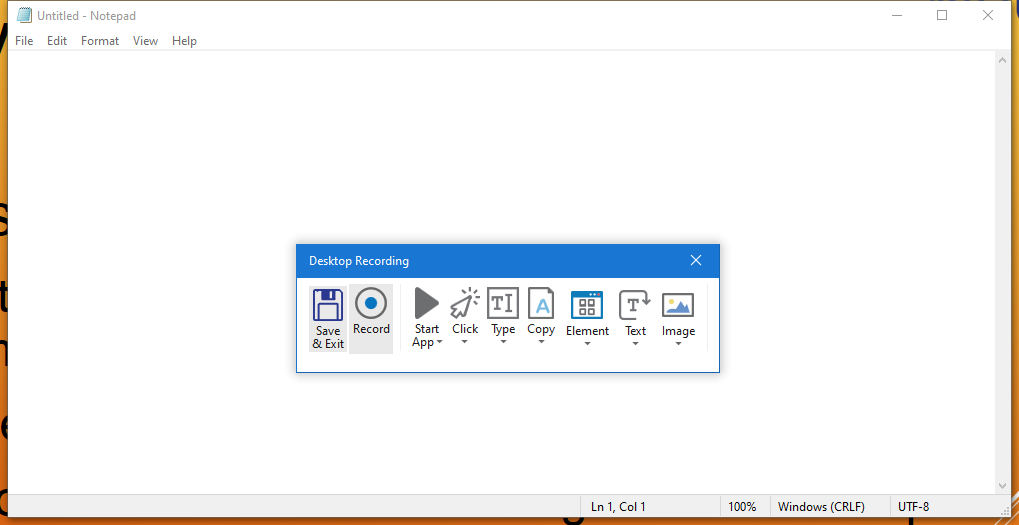 Untitled - Notepad
File Edit Format View Help
Desktop Recording
Save & Exit
Record
Start App
Click
Type
Copy
Element
Text
Image
Ln 1, Col 1 100% Windows (CRLF) UTF-8